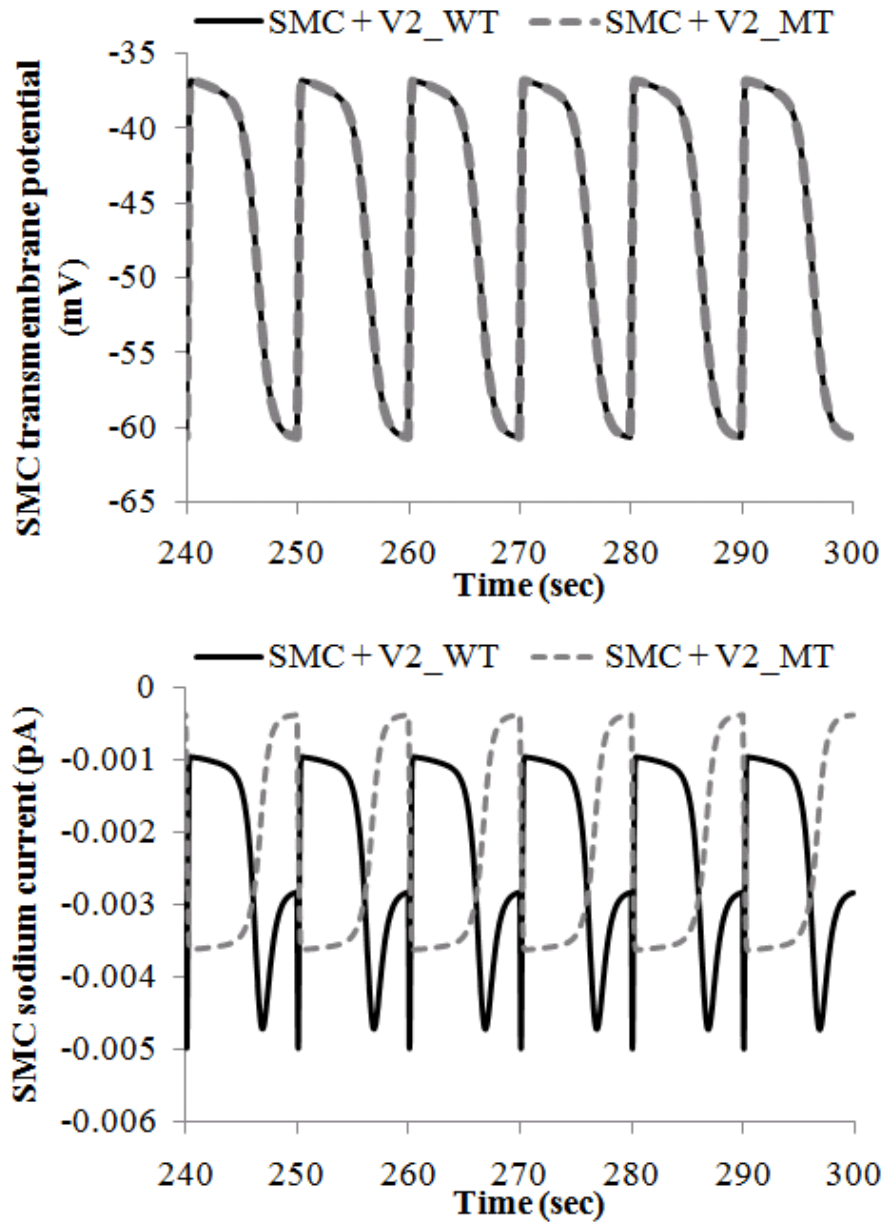 SMC + V2_WT SMC + V2_MT
-35
-40
-45
-50
-55
-60
-65
SMC transmembrane potential
(mV)
240 250 260 270 280 290 300
Time (sec)
SMC + V2_WT SMC + V2_MT
0
-0.001
-0.002
-0.003
-0.004
-0.005
-0.006
SMC sodium current (pA)
240 250 260 270 280 290 300
Time (sec)